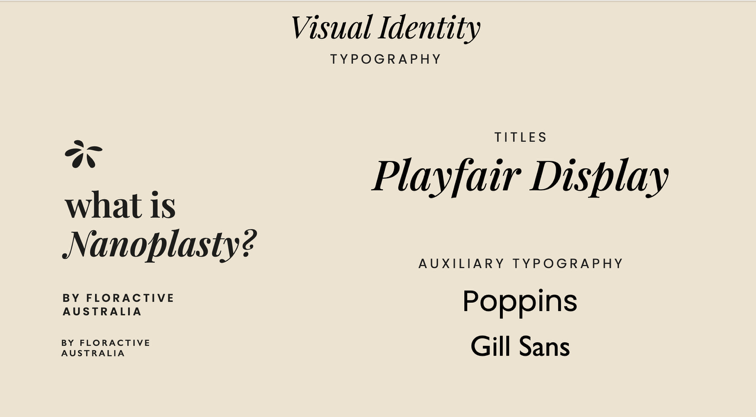 Visual Identity
TYPOGRAPHY
what is
Nanoplasty?
BY FLORACTIVE
AUSTRALIA
BY FLORACTIVE
AUSTRALIA
TITLES
Playfair Display
AUXILIARY TYPOGRAPHY
Poppins
Gill Sans